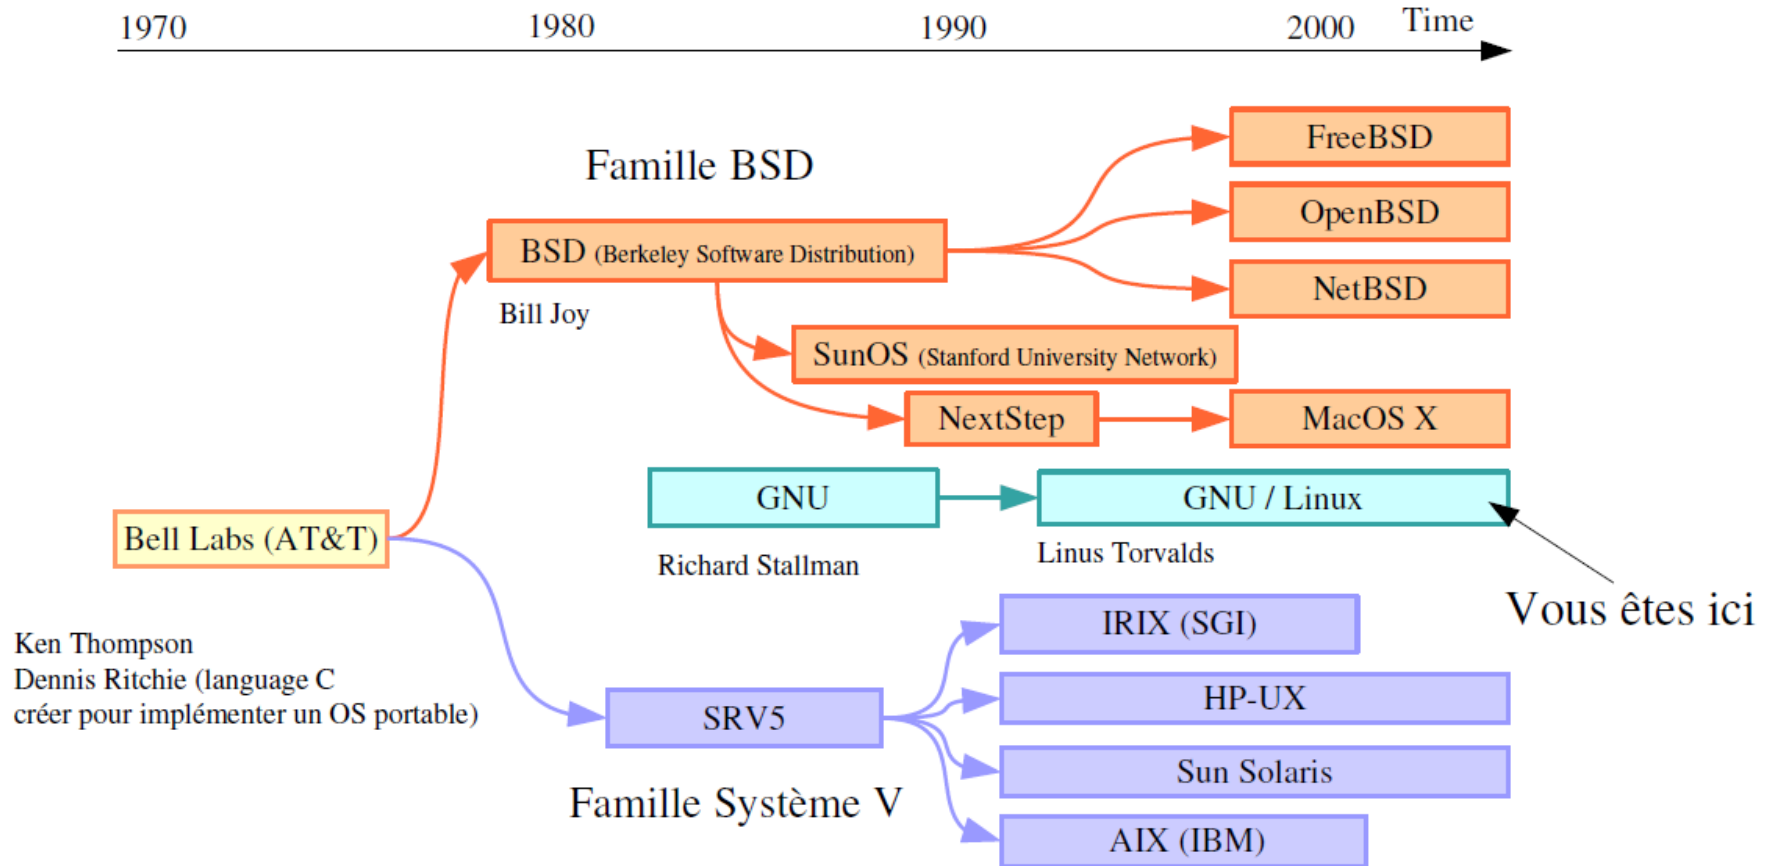 1970 1980 1990 2000 Time
FreeBSD
Famille BSD
OpenBSD
BSD (Berkeley Software Distribution)
NetBSD
Bill Joy
SunOS (Stanford University Network)
NextStep
MacOS X
GNU
GNU / Linux
Bell Labs (AT&T)
Richard Stallman
Linus Torvalds
Vous êtes ici
IRIX (SGI)
Ken Thompson
Dennis Ritchie (language C
créer pour implémenter un OS portable)
SRV5
HP-UX
Sun Solaris
Famille Système V
AIX (IBM)